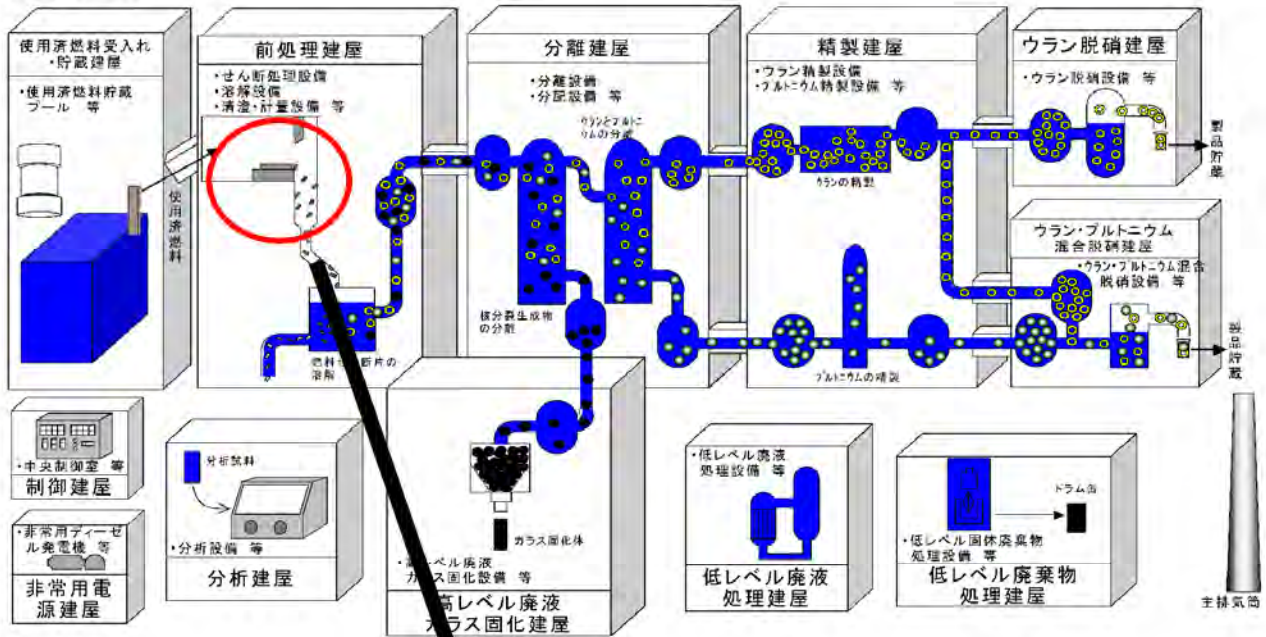 使用済燃料受入れ
・貯蔵建屋
・使用済燃料貯蔵
プール 等
使用済燃料
前処理建屋
・せん断処理設備
・溶解設備
・清澄・計量設備 等
溶解
分離建屋
・分離設備
・分配設備 等
ウランとプルトニ
ウムの分離
核分裂生成物
の分離
精製建屋
・ウラン精製設備
・プルトニウム精製設備 等
ウランの精製
プルトニウムの精製
ウラン脱硝建屋
・ウラン脱硝設備 等
製品貯蔵
ウラン・プルトニウム
混合脱硝建屋
・ウラン・プルトニウム混合
脱硝設備 等
製品貯蔵
・中央制御室 等
制御建屋
・非常用ディーゼ
ル発電機 等
非常用電
源建屋
分析試料
・分析設備 等
分析建屋
ガラス固化体
レベル廃液
ガラス固化設備 等
高レベル廃液
ガラス固化建屋
・低レベル廃液
処理設備 等
低レベル廃液
処理建屋
ドラム缶
・低レベル固体廃棄物
処理設備 等
低レベル廃棄物
処理建屋
主排気筒